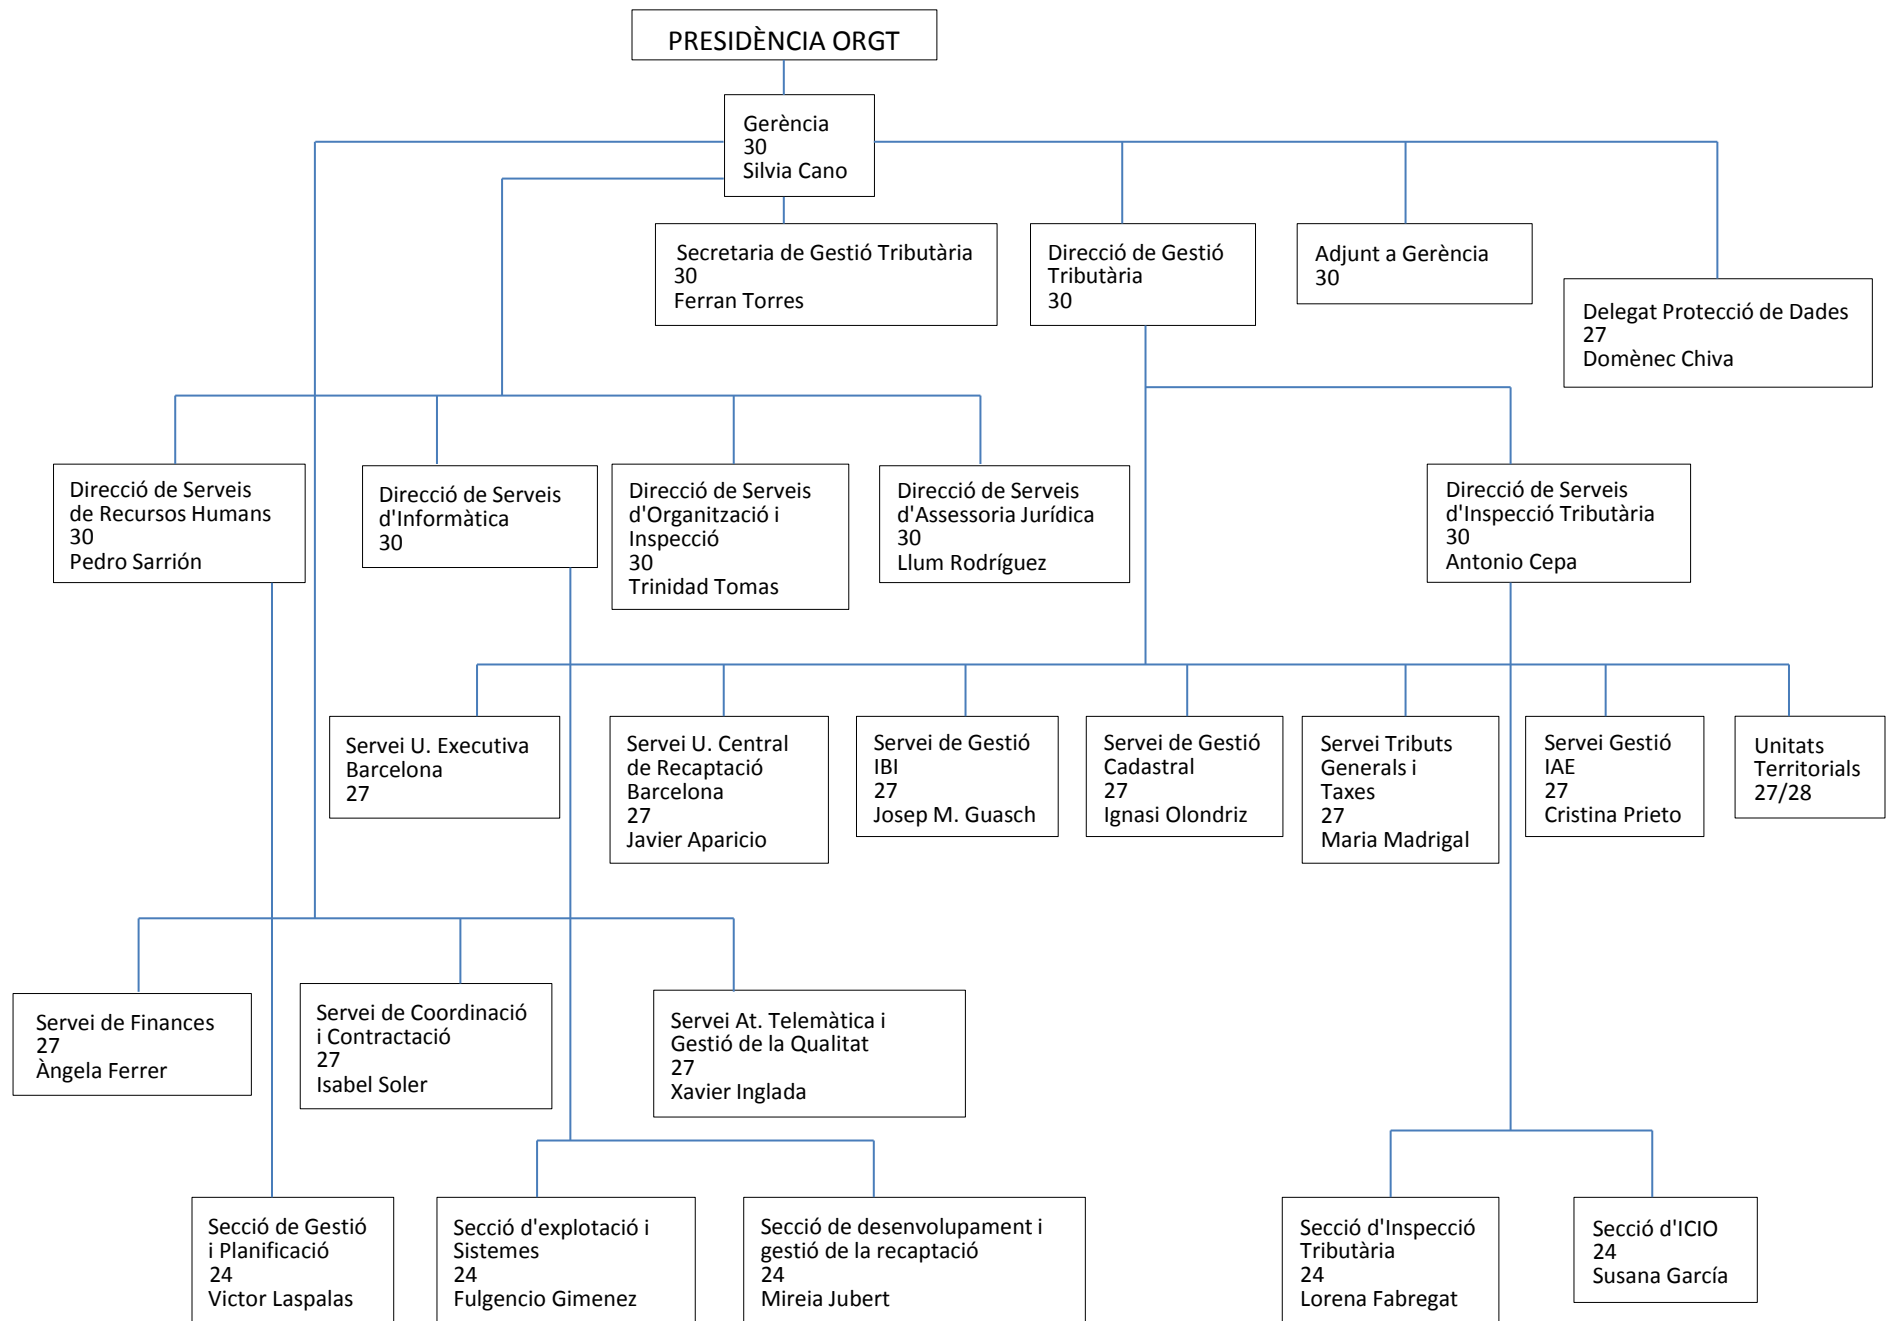 PRESIDÈNCIA ORGT
Gerència
30
Silvia Cano
Secretaria de Gestió Tributària
30
Ferran Torres
Direcció de Gestió
Tributària
30
Adjunt a Gerència
30
Delegat Protecció de Dades
27
Domènec Chiva
Direcció de Serveis
de Recursos Humans
30
Pedro Sarrión
Direcció de Serveis
d'Informàtica
30
Direcció de Serveis
d'Organització i
Inspecció
30
Trinidad Tomas
Direcció de Serveis
d'Assessoria Jurídica
30
Llum Rodríguez
Direcció de Serveis
d'Inspecció Tributària
30
Antonio Cepa
Servei U. Executiva
Barcelona
27
Servei U. Central
de Recaptació
Barcelona
27
Javier Aparicio
Servei de Gestió
IBI
27
Josep M. Guasch
Servei de Gestió
Cadastral
27
Ignasi Olondriz
Servei Tributs
Generals i
Taxes
27
Maria Madrigal
Servei Gestió
IAE
27
Cristina Prieto
Unitats
Territorials
27/28
Servei de Finances
27
Àngela Ferrer
Servei de Coordinació
i Contractació
27
Isabel Soler
Servei At. Telemàtica i
Gestió de la Qualitat
27
Xavier Inglada
Secció de Gestió
i Planificació
24
Victor Laspalas
Secció d'explotació i
Sistemes
24
Fulgencio Gimenez
Secció de desenvolupament i
gestió de la recaptació
24
Mireia Jubert
Secció d'Inspecció
Tributària
24
Lorena Fabregat
Secció d'ICIO
24
Susana García